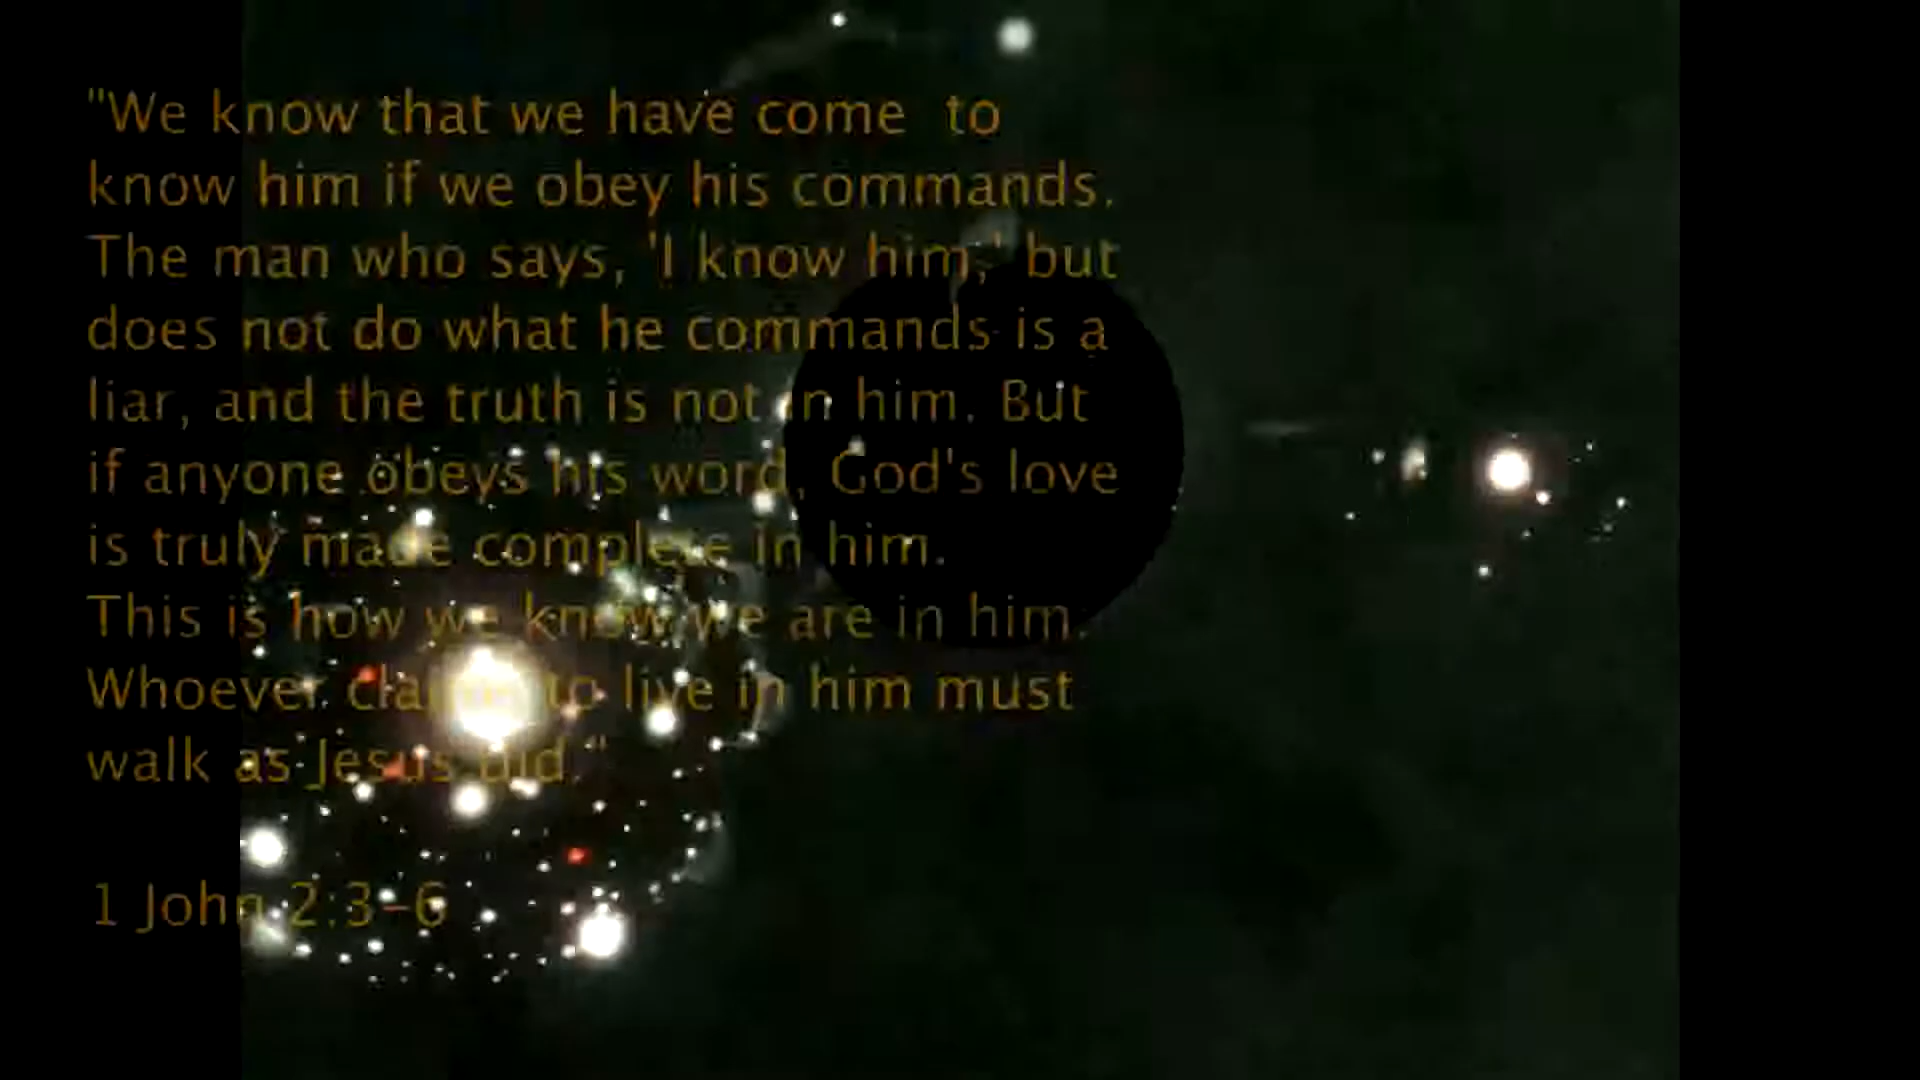 "We know that we have come  to
know him if we obey his commands.
The man who says, 'I know him,' but
does not do what he commands is a
liar, and the truth is not in him. But
if anyone obeys his word, God's love
is truly made complete in him.
This is how we know we are in him.
Whoever claims to live in him must
walk as Jesus did."
1 John 2:3-6